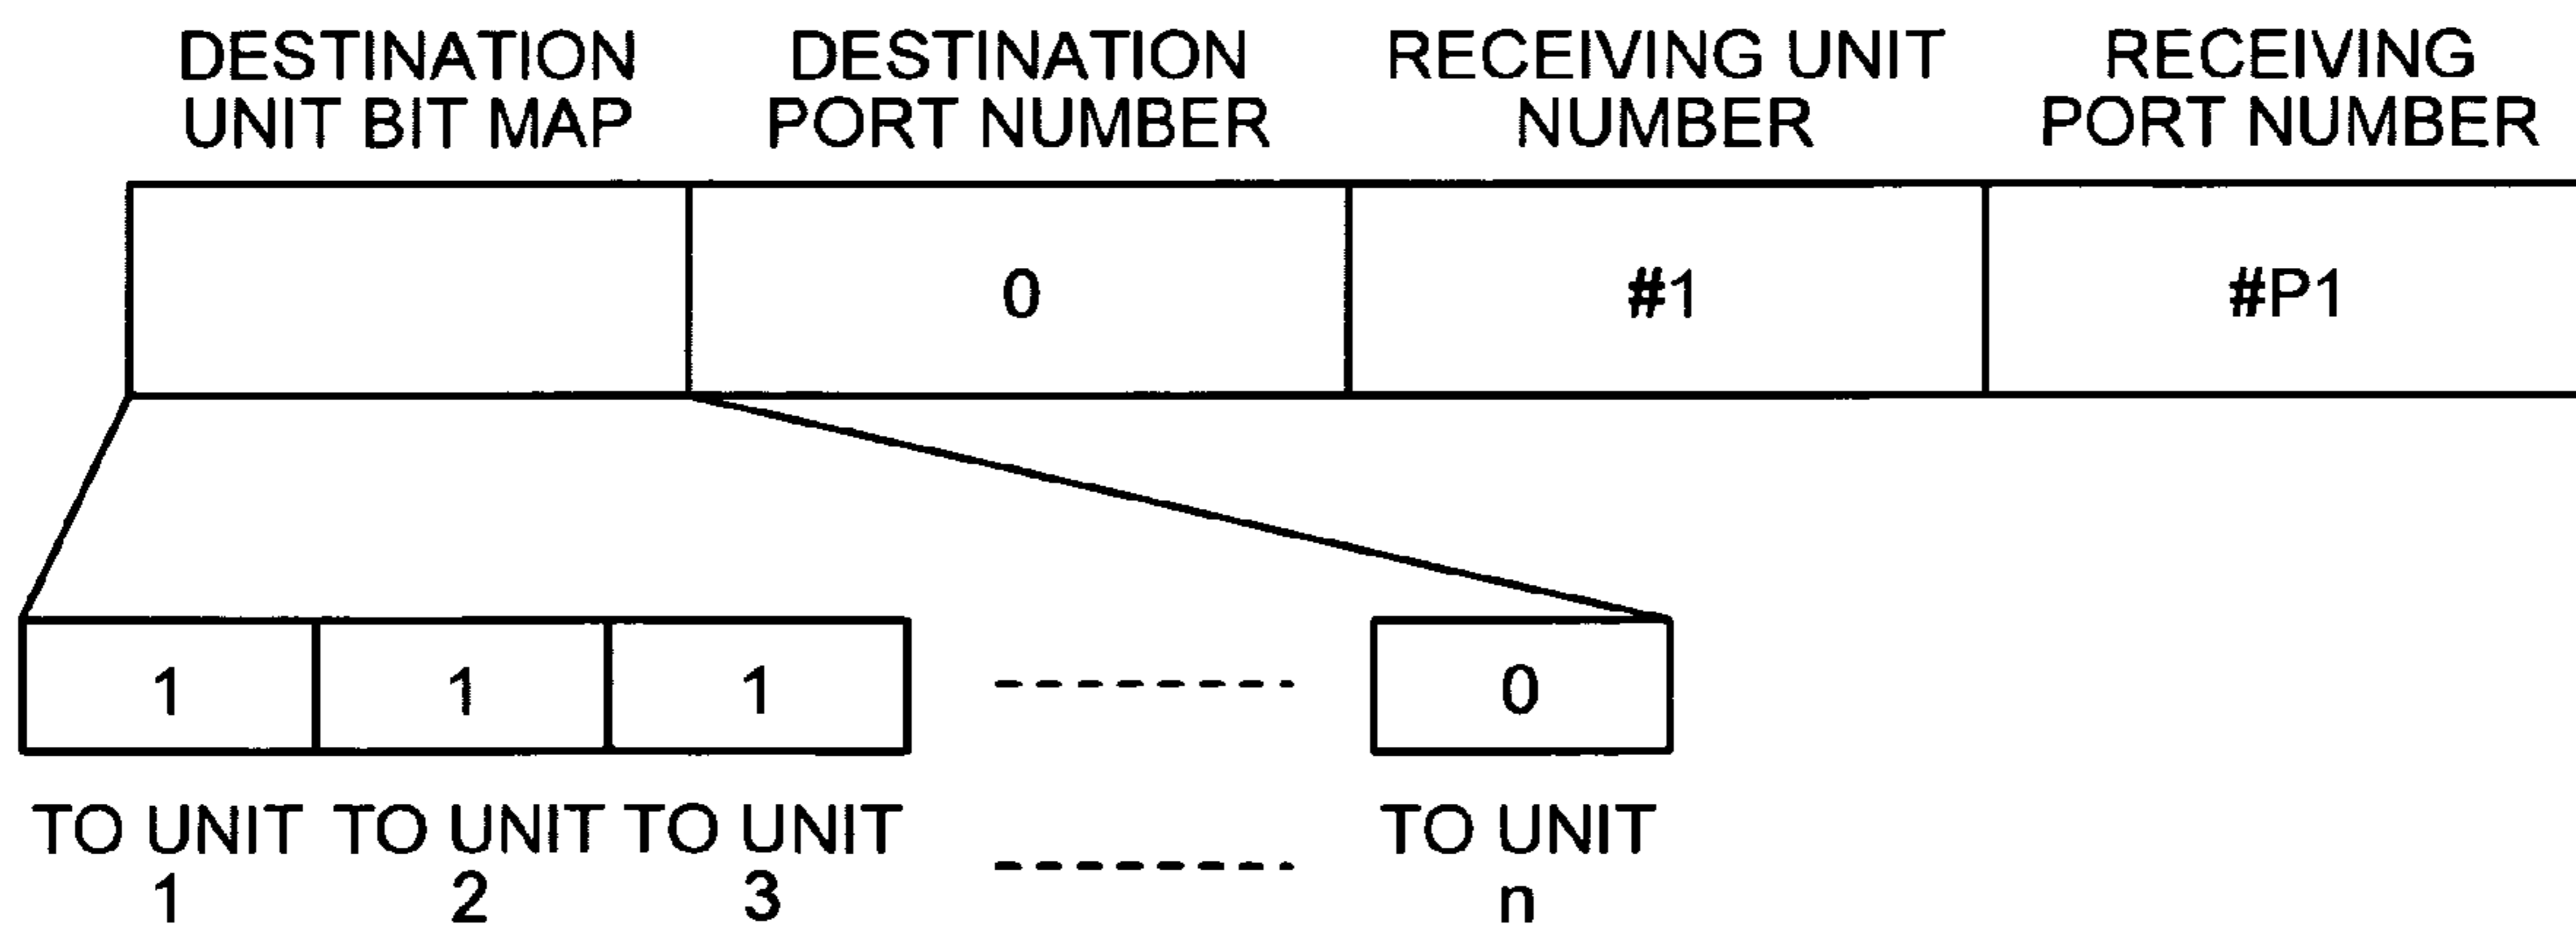 DESTINATION UNIT BIT MAP
DESTINATION PORT NUMBER
RECEIVING UNIT NUMBER
RECEIVING PORT NUMBER
0
#1
#P1
1
1
1
0
TO UNIT 1
TO UNIT 2
TO UNIT 3
TO UNIT n